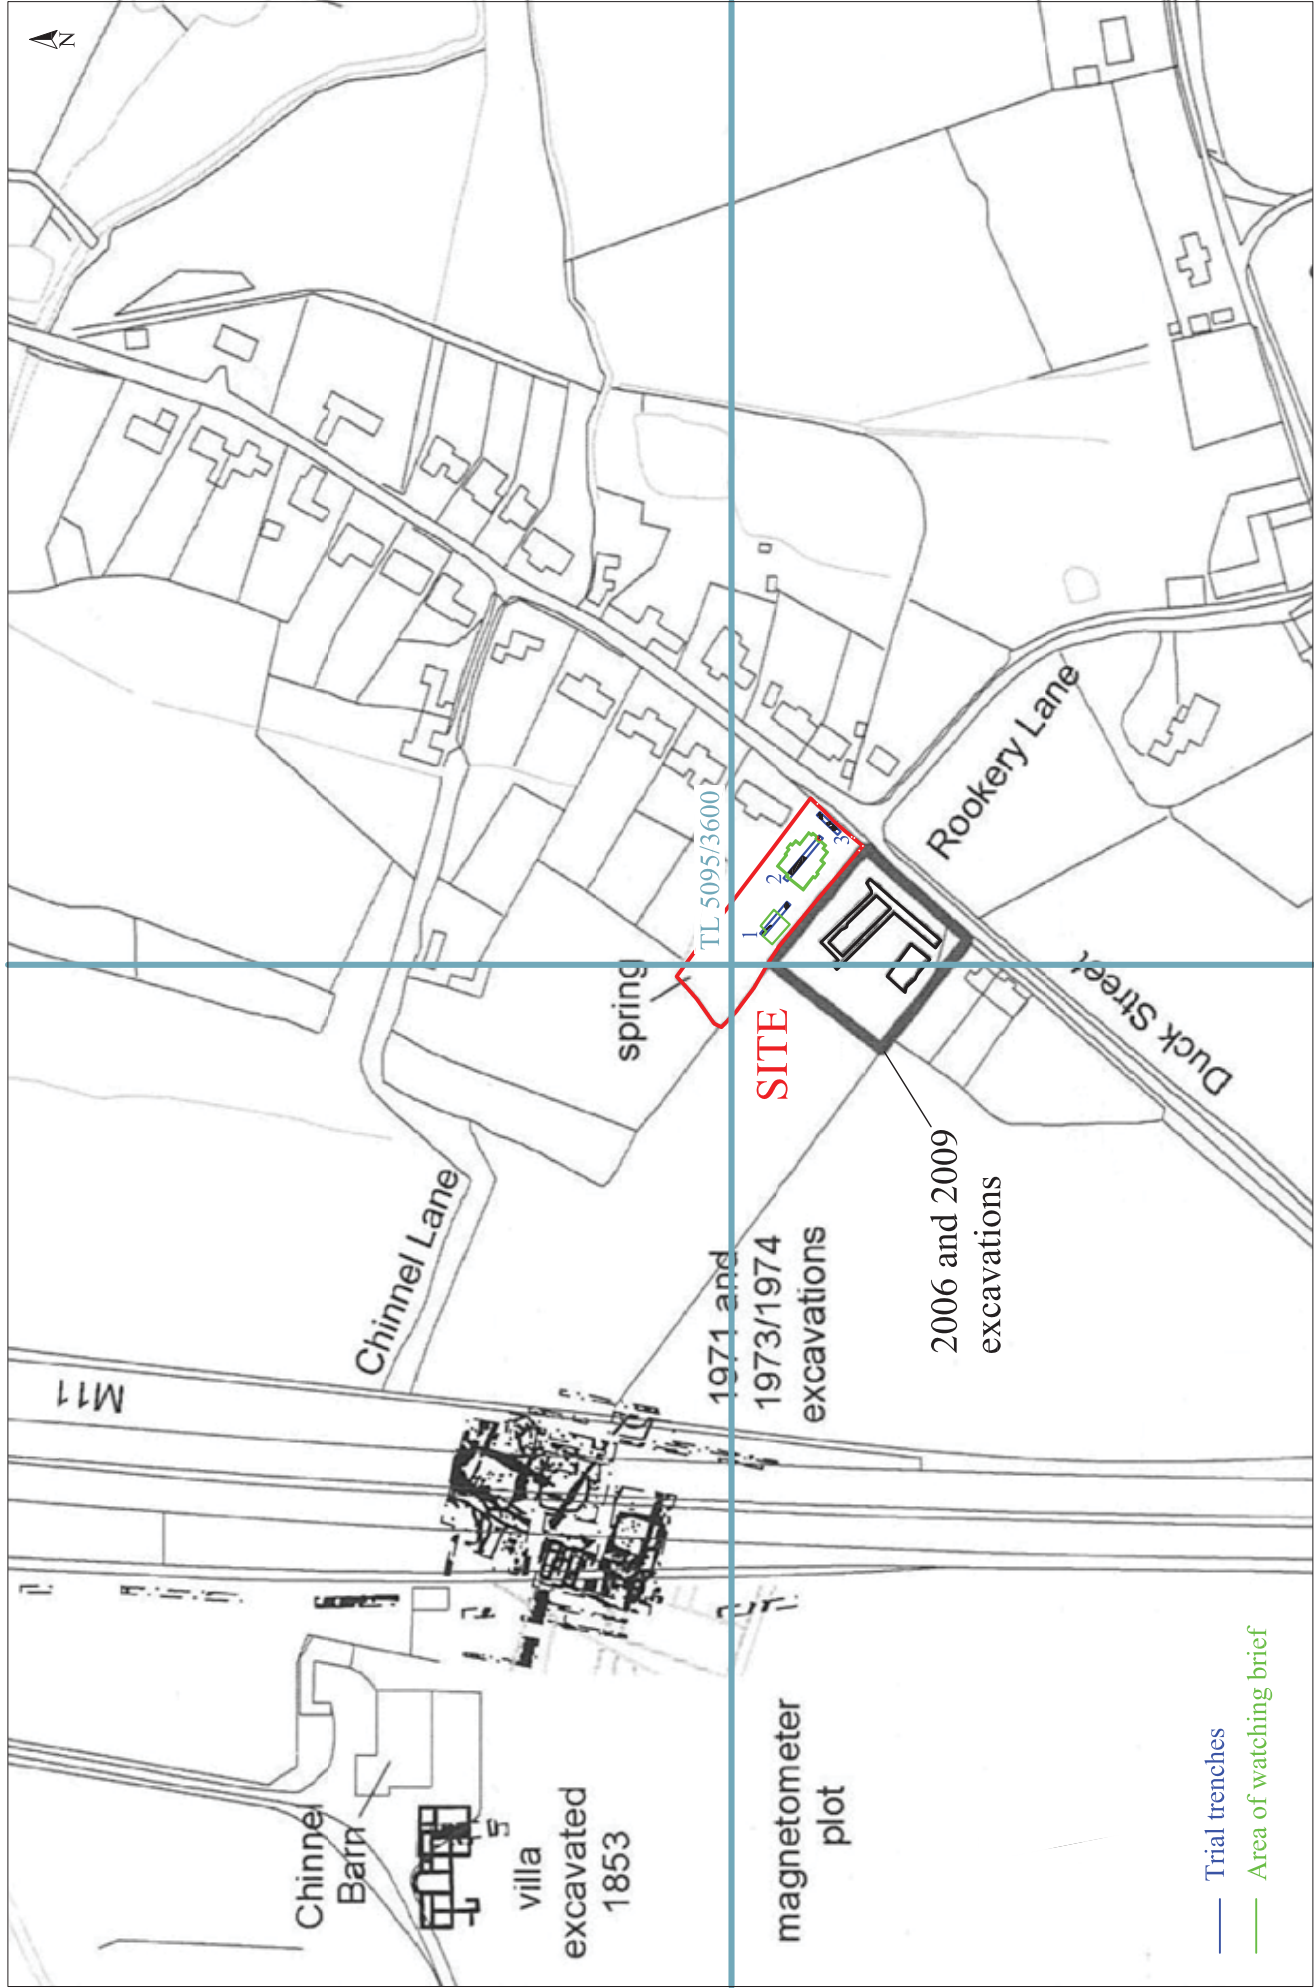 N
M11
Chinnel Lane
Chinnel
Barn
villa
excavated
1853
magnetometer
plot
1971 and
1973/1974
excavations
2006 and 2009
excavations
spring
SITE
TL 5095/3600
1
2
3
Rookery Lane
Duck Street
Trial trenches
Area of watching brief